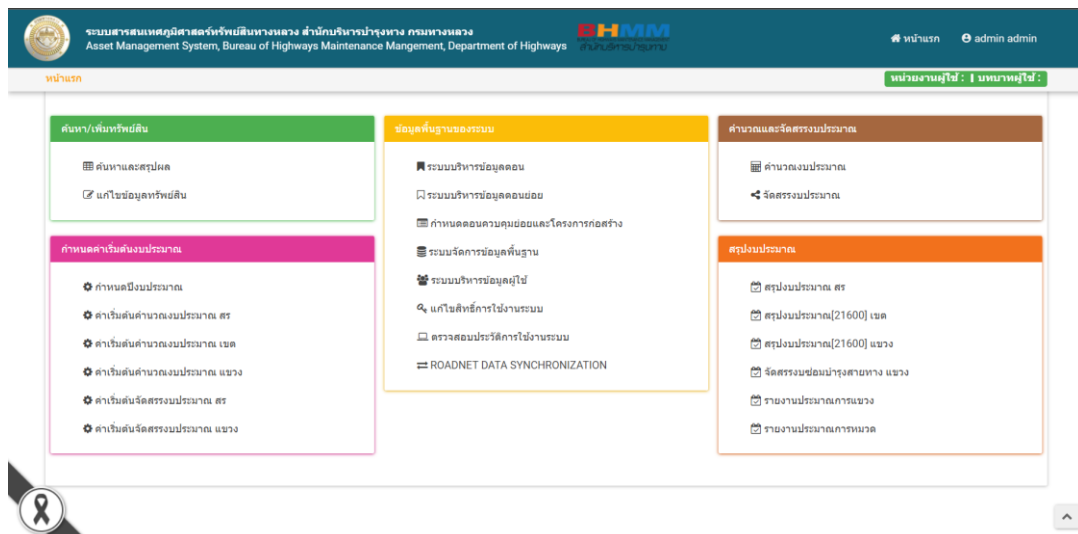 ระบบสารสนเทศภูมิศาสตร์ทรัพย์สินทางหลวง สำนักบริหารบำรุงทาง กรมทางหลวง
Asset Management System, Bureau of Highways Maintenance Mangement, Department of Highways
BHMM
สำนักบริหารบำรุงทาง
หน้าแรก
admin admin
หน้าแรก
หน่วยงานผู้ใช้ : | บทบาทผู้ใช้ :
ค้นหา/เพิ่มทรัพย์สิน
ค้นหาและสรุปผล
แก้ไขข้อมูลทรัพย์สิน
กำหนดค่าเริ่มต้นงบประมาณ
กำหนดปีงบประมาณ
ค่าเริ่มต้นคำนวณงบประมาณ สร
ค่าเริ่มต้นคำนวณงบประมาณ เขต
ค่าเริ่มต้นคำนวณงบประมาณ แขวง
ค่าเริ่มต้นจัดสรรงบประมาณ สร
ค่าเริ่มต้นจัดสรรงบประมาณ แขวง
ข้อมูลพื้นฐานของระบบ
ระบบบริหารข้อมูลตอน
ระบบบริหารข้อมูลตอนย่อย
กำหนดตอนควบคุมย่อยและโครงการก่อสร้าง
ระบบจัดการข้อมูลพื้นฐาน
ระบบบริหารข้อมูลผู้ใช้
แก้ไขสิทธิ์การใช้งานระบบ
ตรวจสอบประวัติการใช้งานระบบ
ROADNET DATA SYNCHRONIZATION
คำนวณและจัดสรรงบประมาณ
คำนวณงบประมาณ
จัดสรรงบประมาณ
สรุปงบประมาณ
สรุปงบประมาณ สร
สรุปงบประมาณ[21600] เขต
สรุปงบประมาณ[21600] แขวง
จัดสรรงบซ่อมบำรุงสายทาง แขวง
รายงานประมาณการแขวง
รายงานประมาณการหมวด